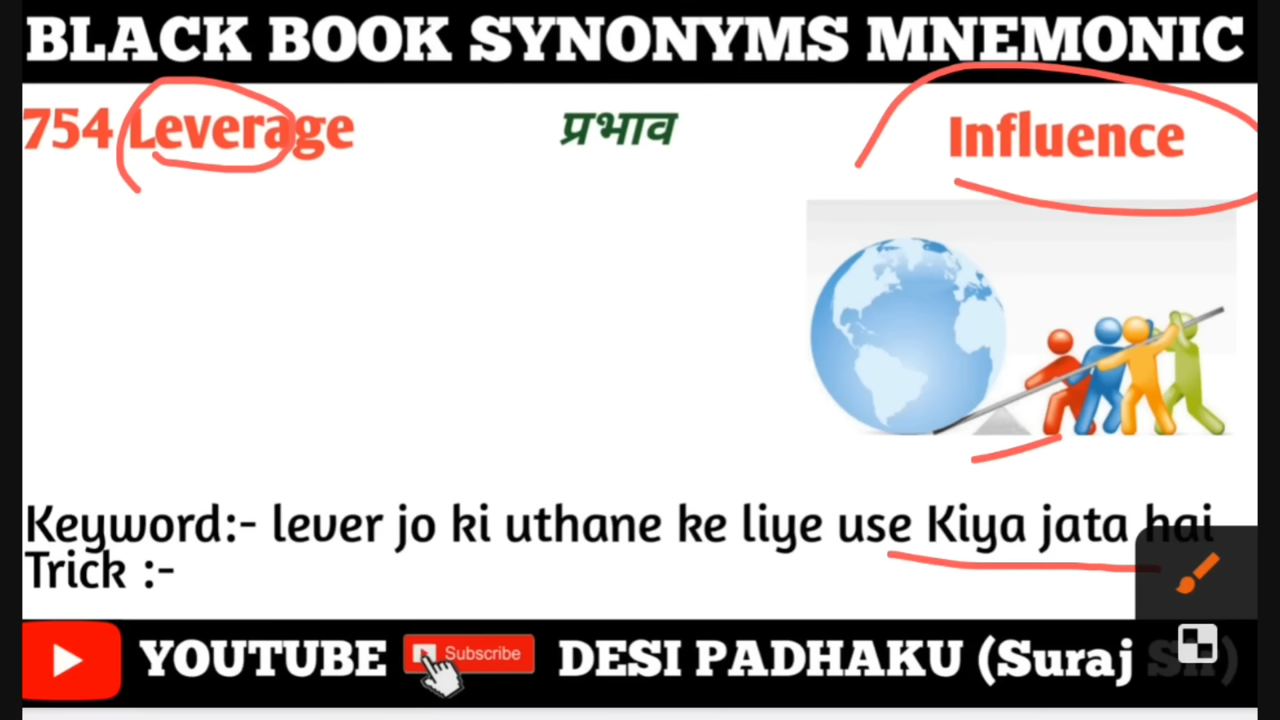 BLACK BOOK SYNONYMS MNEMONIC
754 Leverage प्रभाव Influence
Keyword:- lever jo ki uthane ke liye use Kiya jata hai
Trick :-
YOUTUBE Subscribe DESI PADHAKU (Suraj